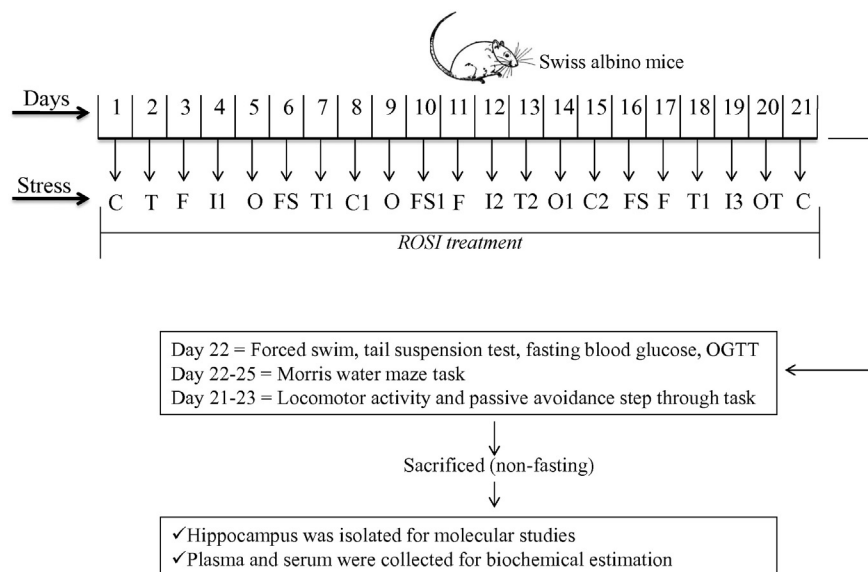 Swiss albino mice
Days 1 2 3 4 5 6 7 8 9 10 11 12 13 14 15 16 17 18 19 20 21
Stress C T F I1 O FS T1 C1 O FS1 F I2 T2 O1 C2 FS F T1 I3 OT C
ROSI treatment
Day 22 = Forced swim, tail suspension test, fasting blood glucose, OGTT
Day 22-25 = Morris water maze task
Day 21-23 = Locomotor activity and passive avoidance step through task
Sacrificed (non-fasting)
✓Hippocampus was isolated for molecular studies
✓Plasma and serum were collected for biochemical estimation